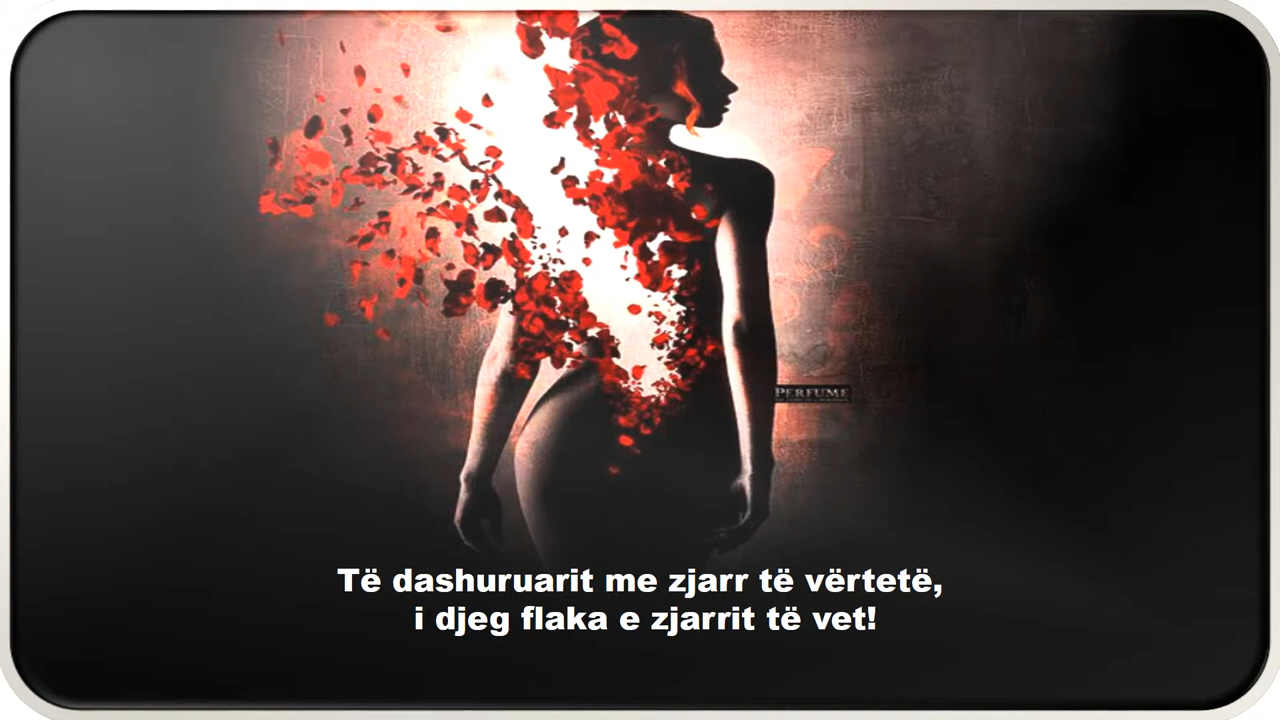 PERFUME
Të dashuruarit me zjarr të vërtetë,
i djeg flaka e zjarrit të vet!